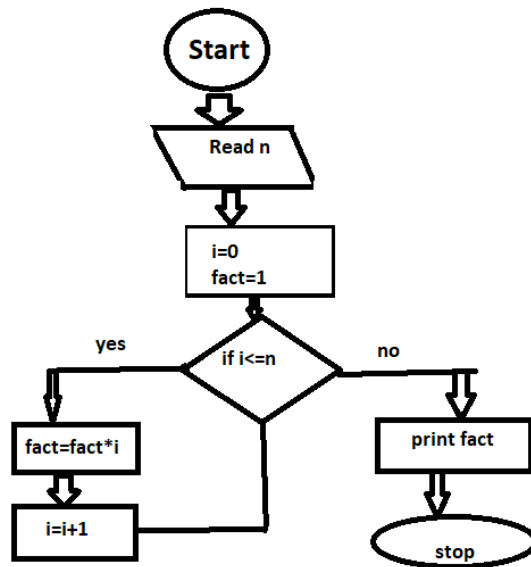 Start
Read n
i=0
fact=1
if i<=n
yes
no
fact=fact*i
i=i+1
print fact
stop